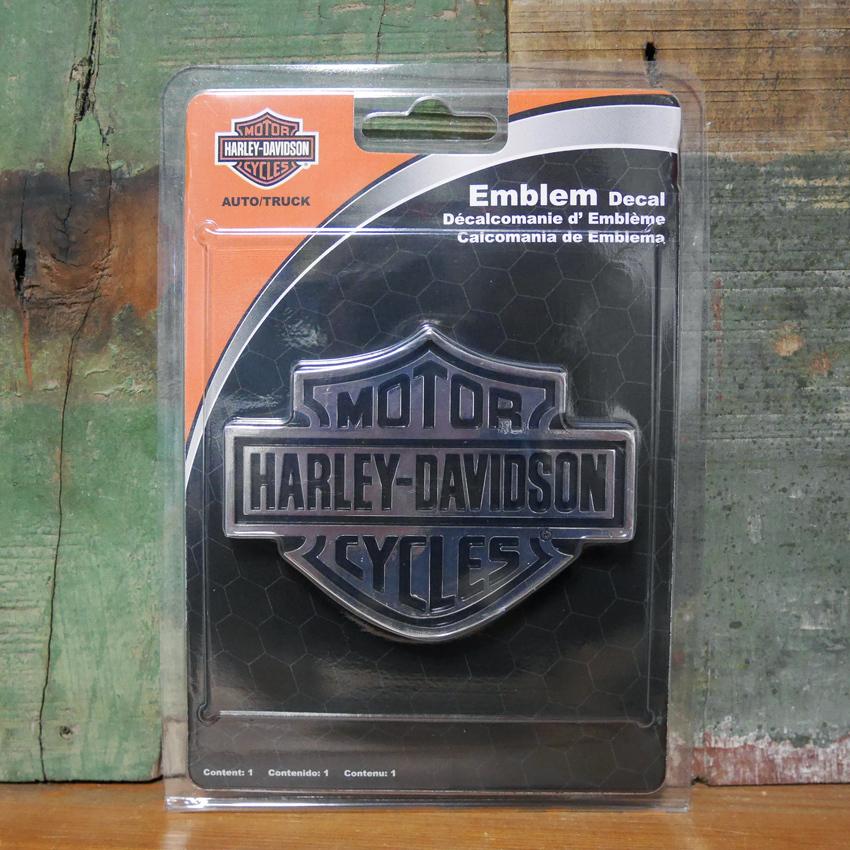 MOTOR
HARLEY-DAVIDSON
CYCLES
AUTO/TRUCK
Emblem Decal
Décalcomanie d' Emblème
Calcomania de Emblema
MOTOR
HARLEY-DAVIDSON
CYCLES®
Content: 1 Contenido: 1 Contenu: 1